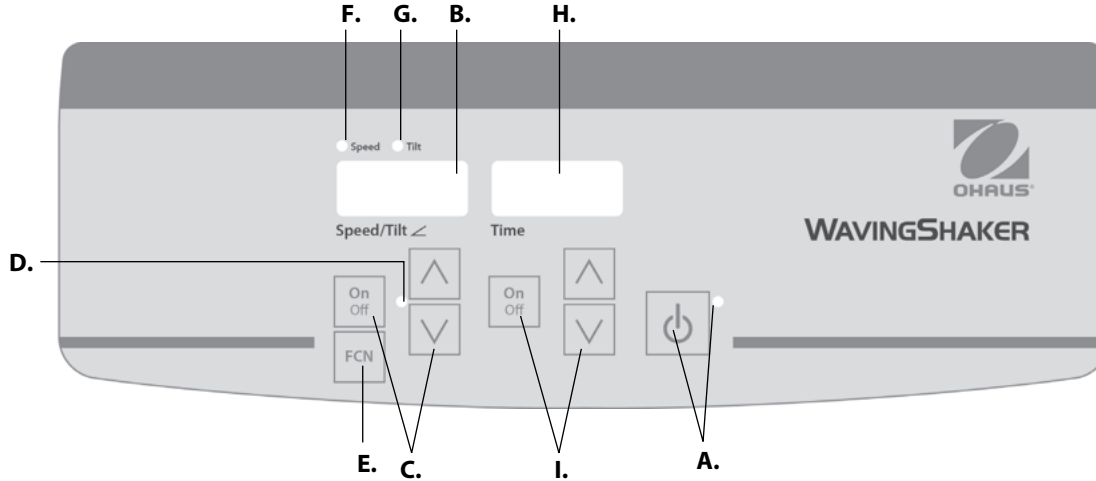 F. G. B. H.
Speed Tilt
OHAUS
Speed/Tilt Time
WAVINGSHAKER
D.
On On
Off Off
FCN
E. C. I. A.